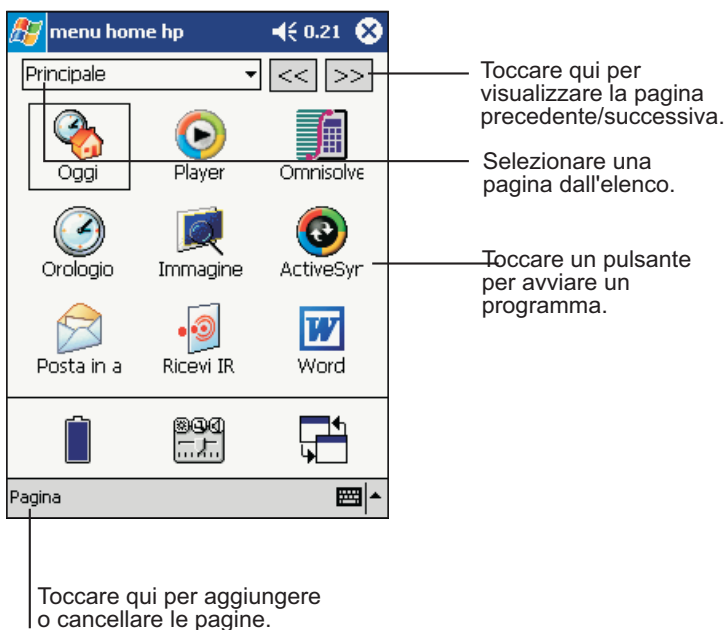 menu home hp 0.21
Principale << >>
Oggi Player Omnisolve
Orologio Immagine ActiveSyr
Posta in a Ricevi IR Word
Pagina
Toccare qui per
visualizzare la pagina
precedente/successiva.
Selezionare una
pagina dall'elenco.
Toccare un pulsante
per avviare un
programma.
Toccare qui per aggiungere
o cancellare le pagine.